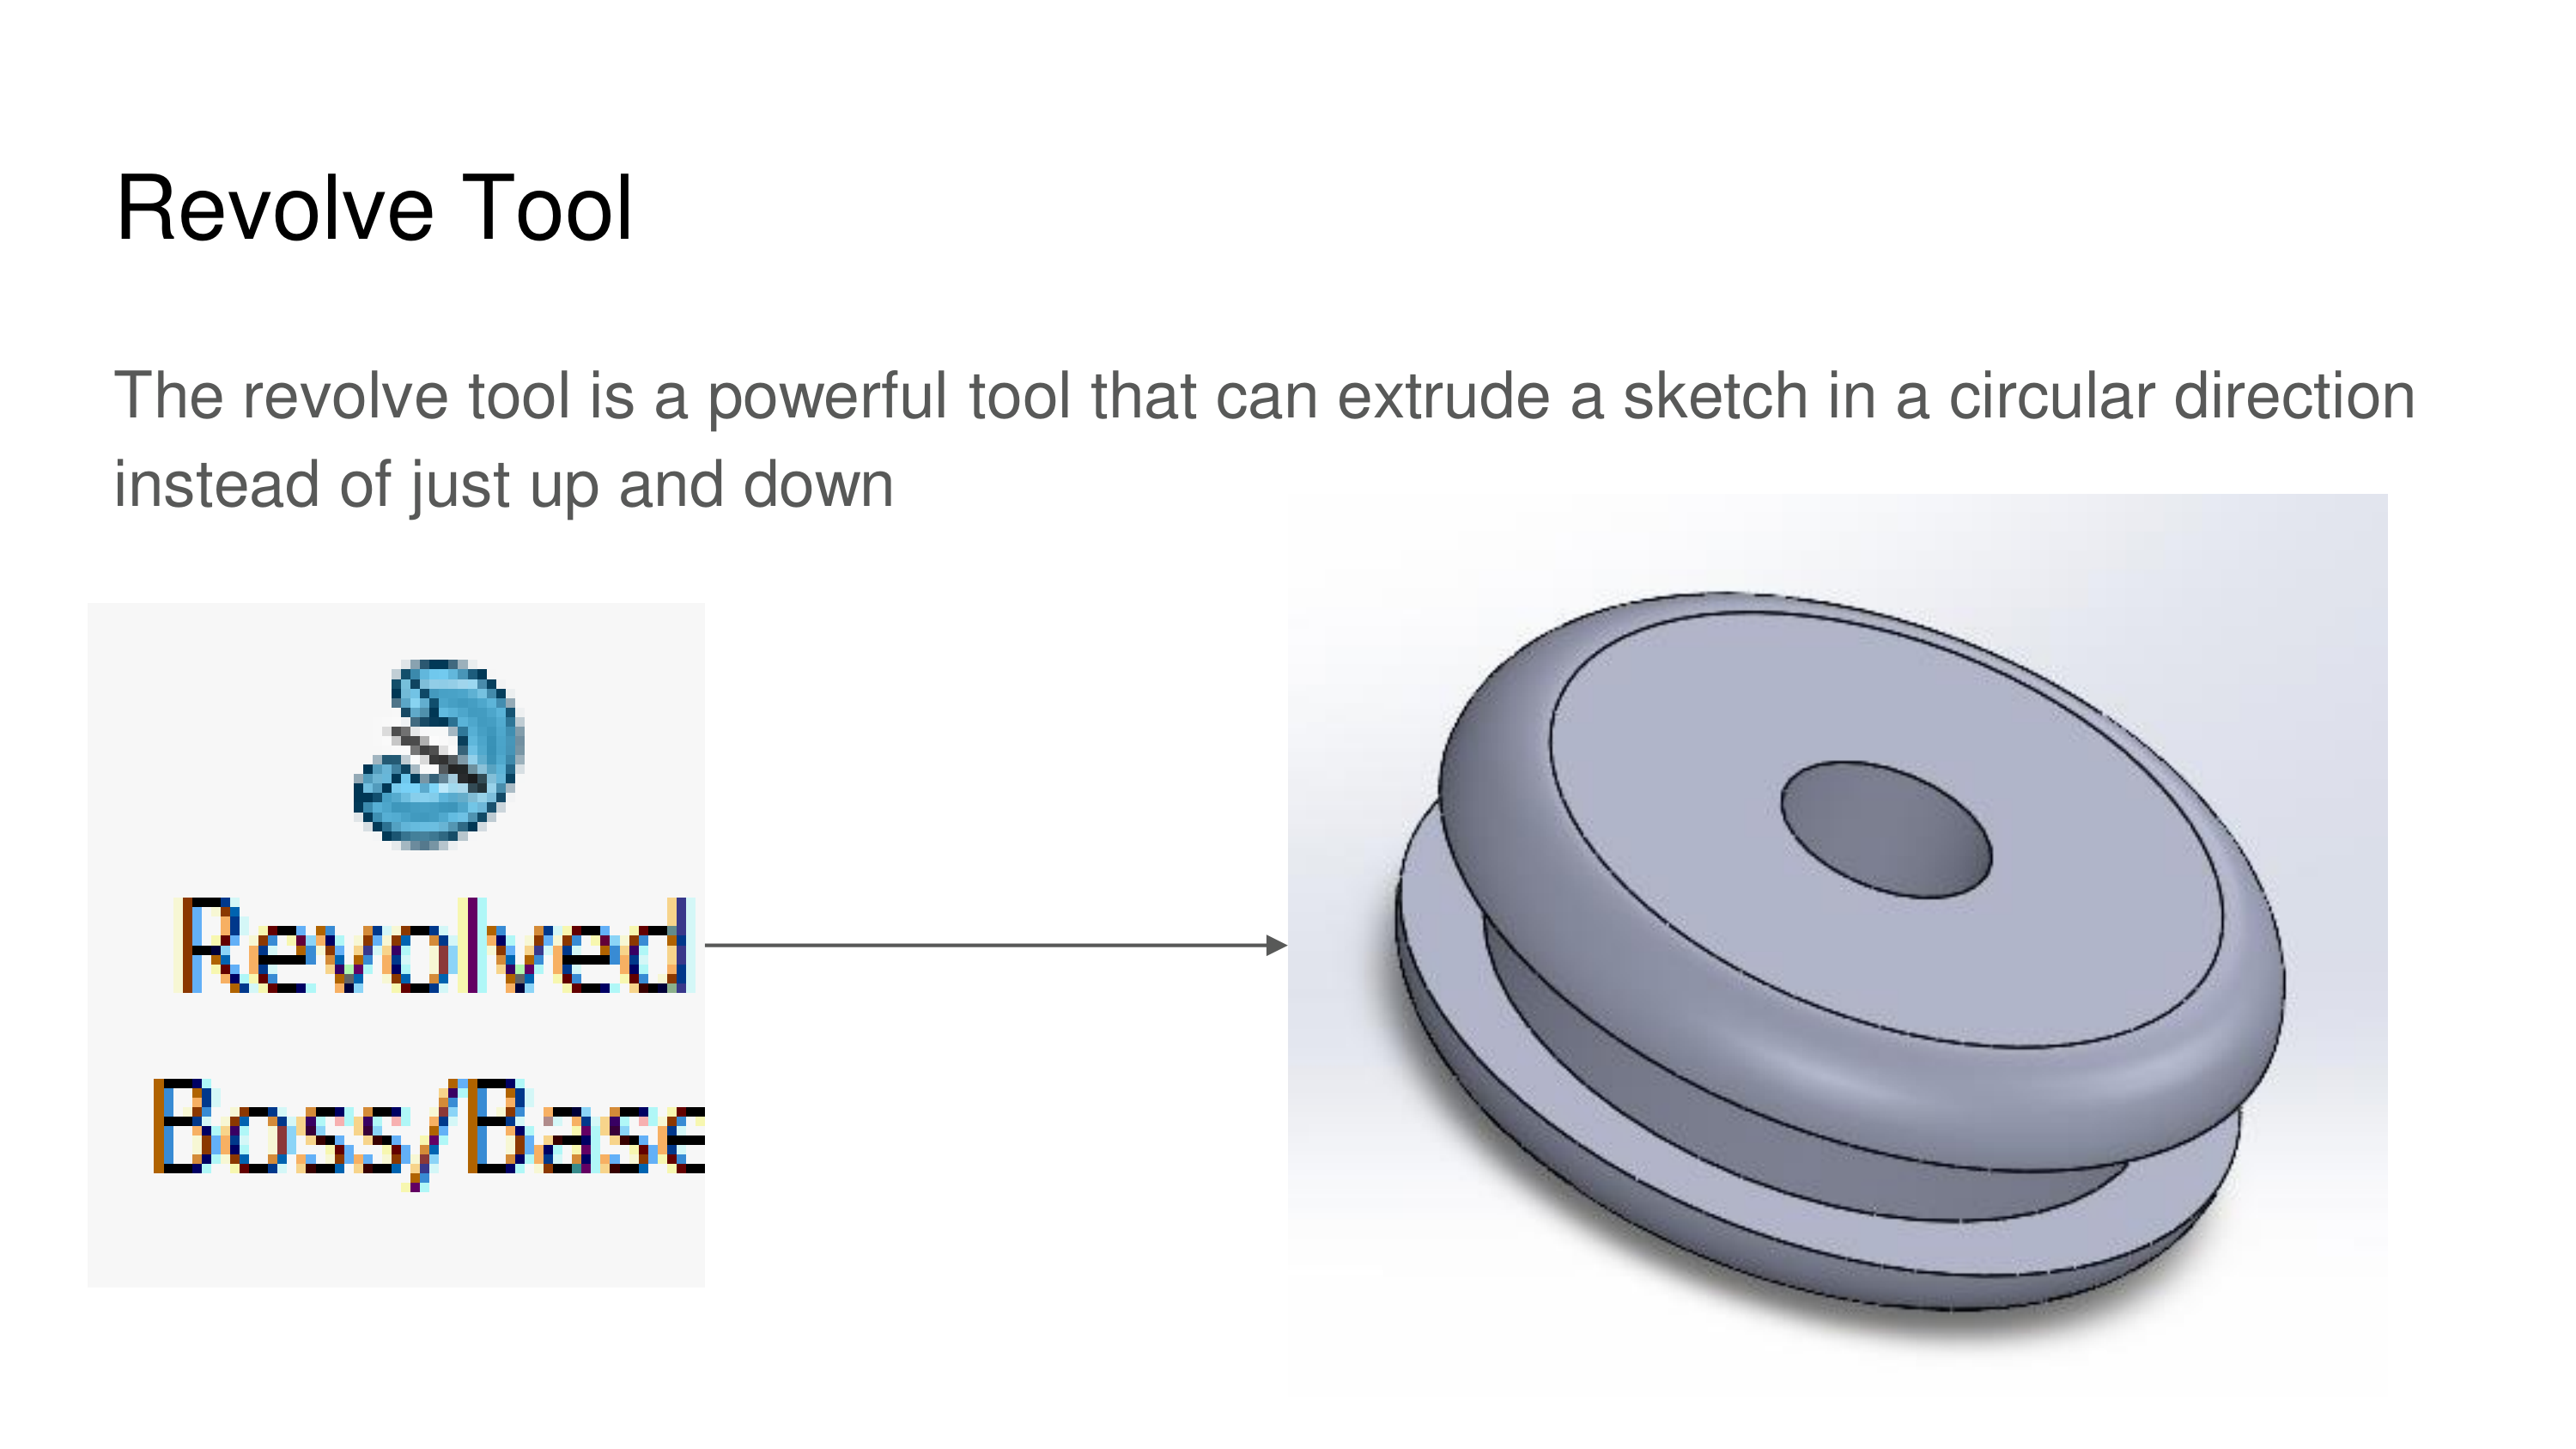 Revolve Tool
The revolve tool is a powerful tool that can extrude a sketch in a circular direction
instead of just up and down
Revolved
Boss/Base